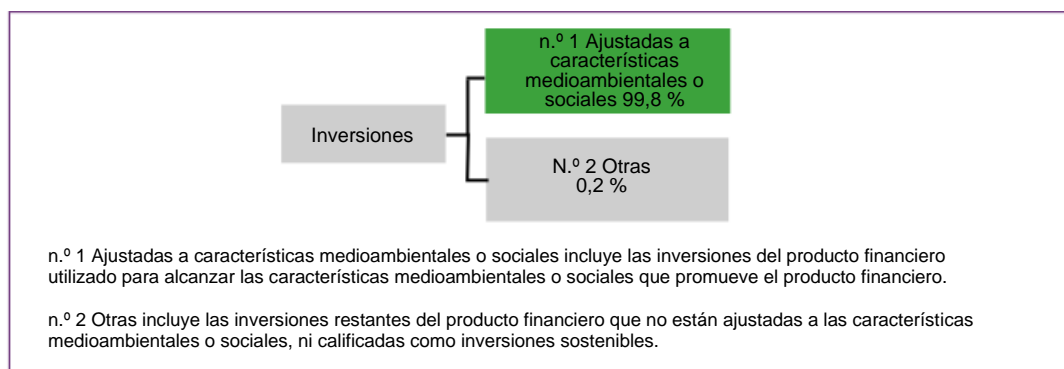 n.º 1 Ajustadas a
características
medioambientales o
sociales 99,8 %
Inversiones
N.º 2 Otras
0,2 %
n.º 1 Ajustadas a características medioambientales o sociales incluye las inversiones del producto financiero
utilizado para alcanzar las características medioambientales o sociales que promueve el producto financiero.
n.º 2 Otras incluye las inversiones restantes del producto financiero que no están ajustadas a las características
medioambientales o sociales, ni calificadas como inversiones sostenibles.